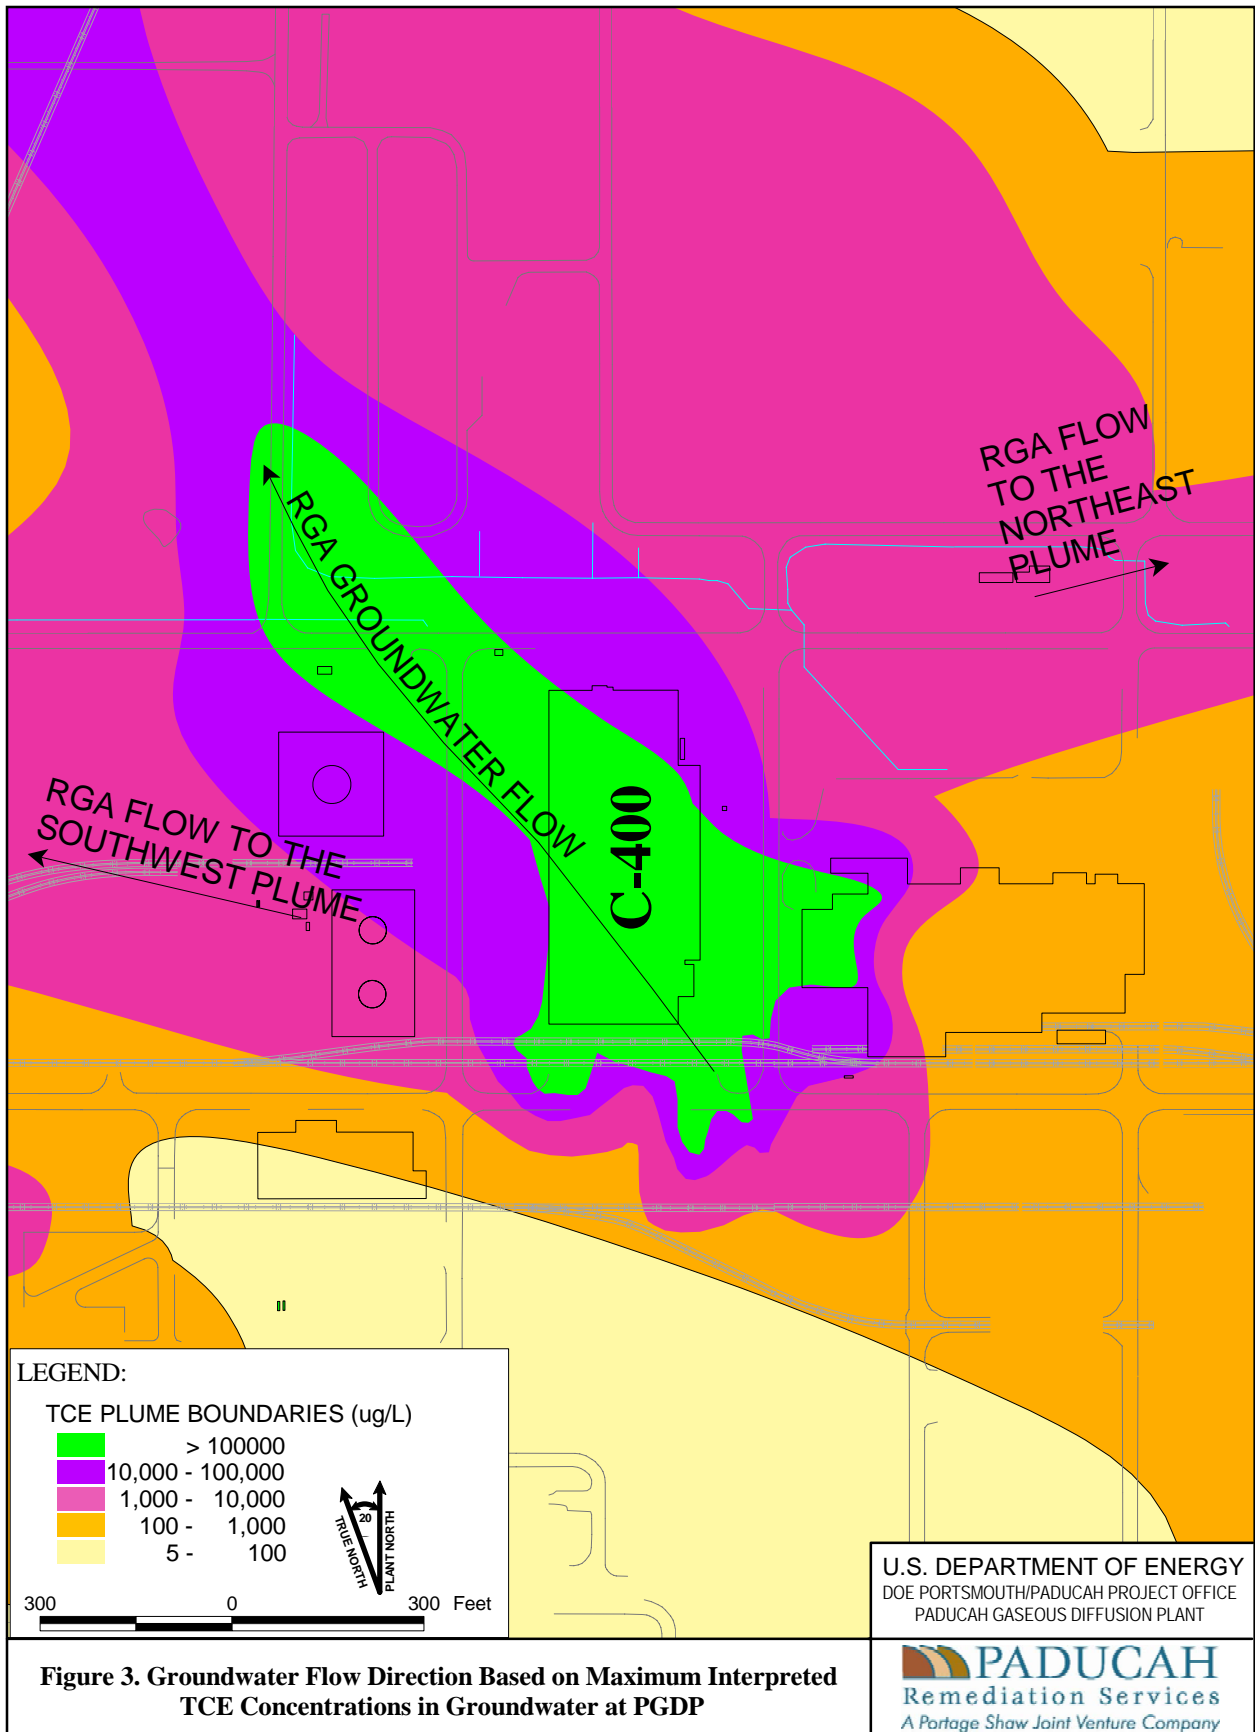 RGA FLOW
TO THE
NORTHEAST
PLUME
RGA GROUNDWATER FLOW
C-400
RGA FLOW TO THE
SOUTHWEST PLUME
LEGEND:
TCE PLUME BOUNDARIES (ug/L)
> 100000
10,000 - 100,000
1,000 - 10,000
100 - 1,000
5 - 100
20
TRUE NORTH
PLANT NORTH
300 0 300 Feet
U.S. DEPARTMENT OF ENERGY
DOE PORTSMOUTH/PADUCAH PROJECT OFFICE
PADUCAH GASEOUS DIFFUSION PLANT
Figure 3. Groundwater Flow Direction Based on Maximum Interpreted
TCE Concentrations in Groundwater at PGDP
PADUCAH
Remediation Services
A Portage Shaw Joint Venture Company